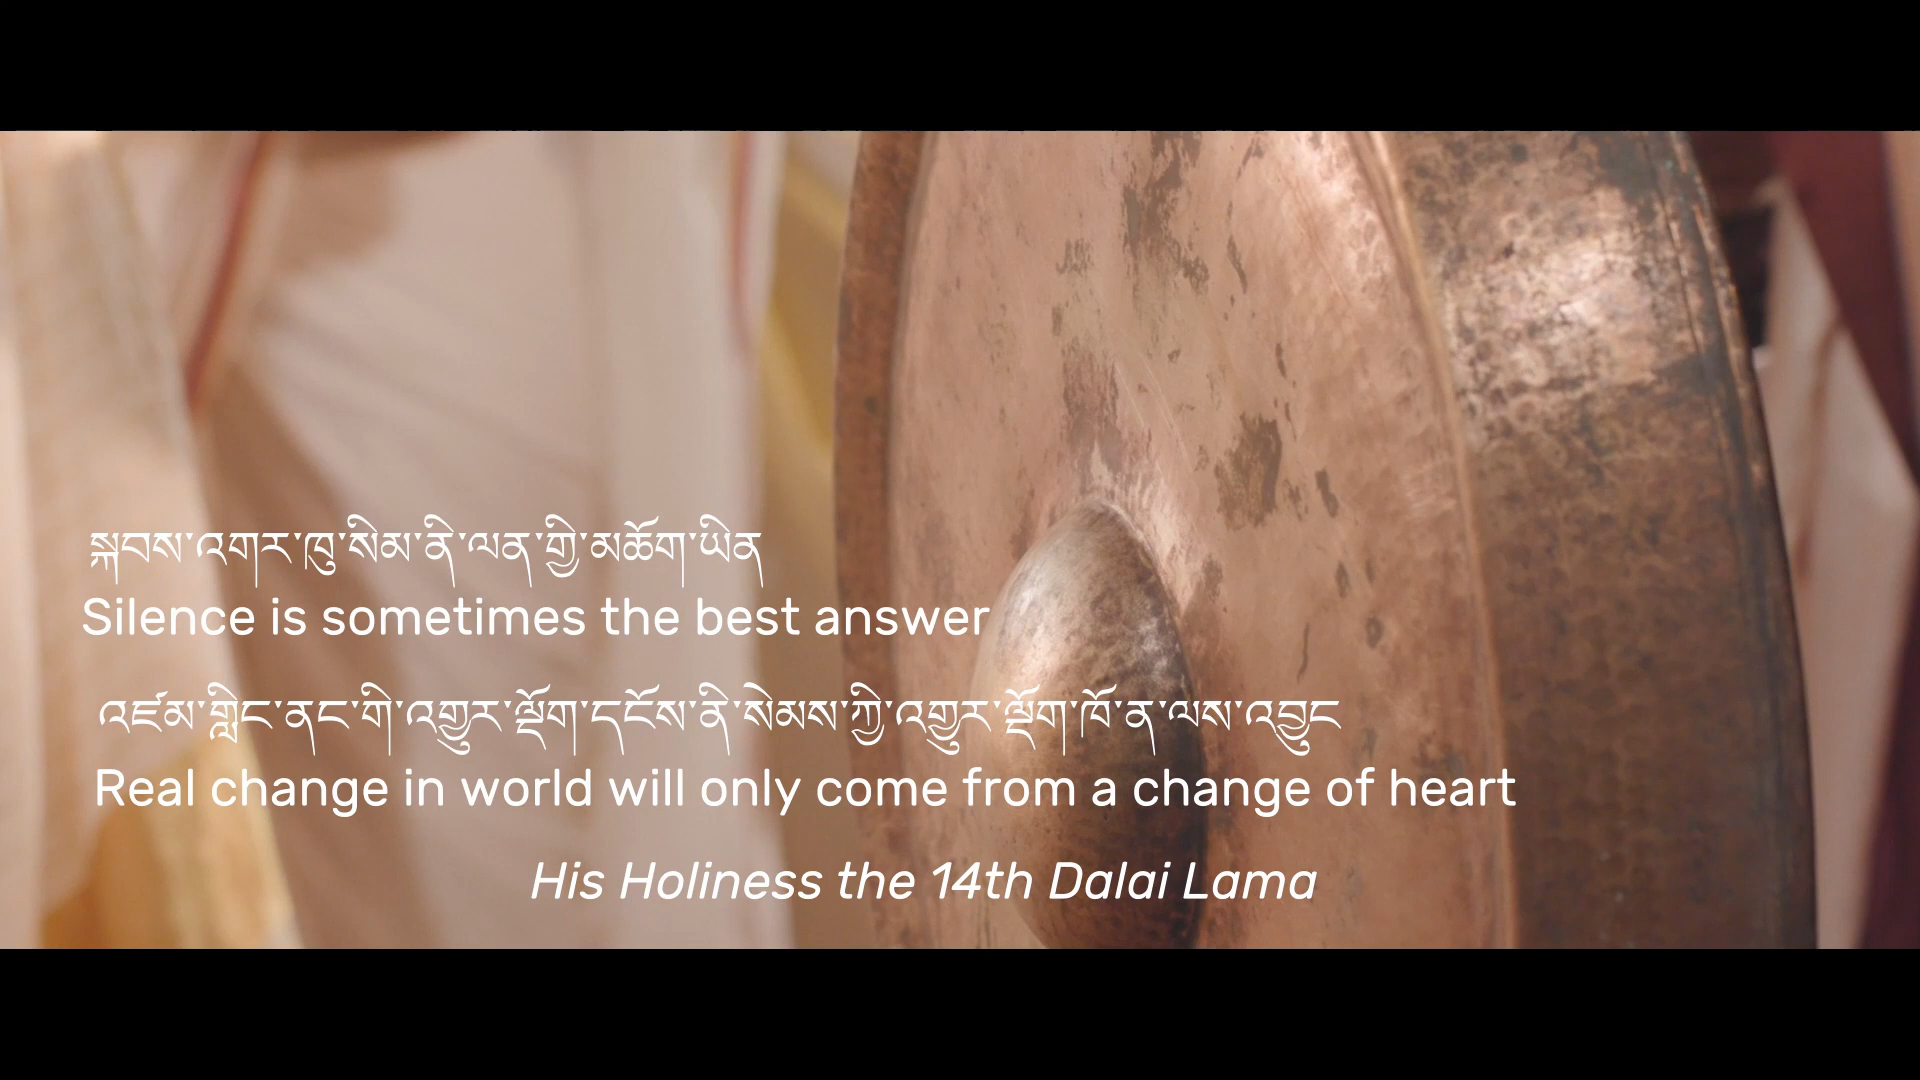 སྐབས་འགར་ཁུ་སིམ་ནི་ལན་གྱི་མཆོག་ཡིན
Silence is sometimes the best answer
འཛམ་གླིང་ནང་གི་འགྱུར་ལྡོག་དངོས་ནི་སེམས་ཀྱི་འགྱུར་ལྡོག་ཁོ་ན་ལས་འབྱུང
Real change in world will only come from a change of heart
His Holiness the 14th Dalai Lama